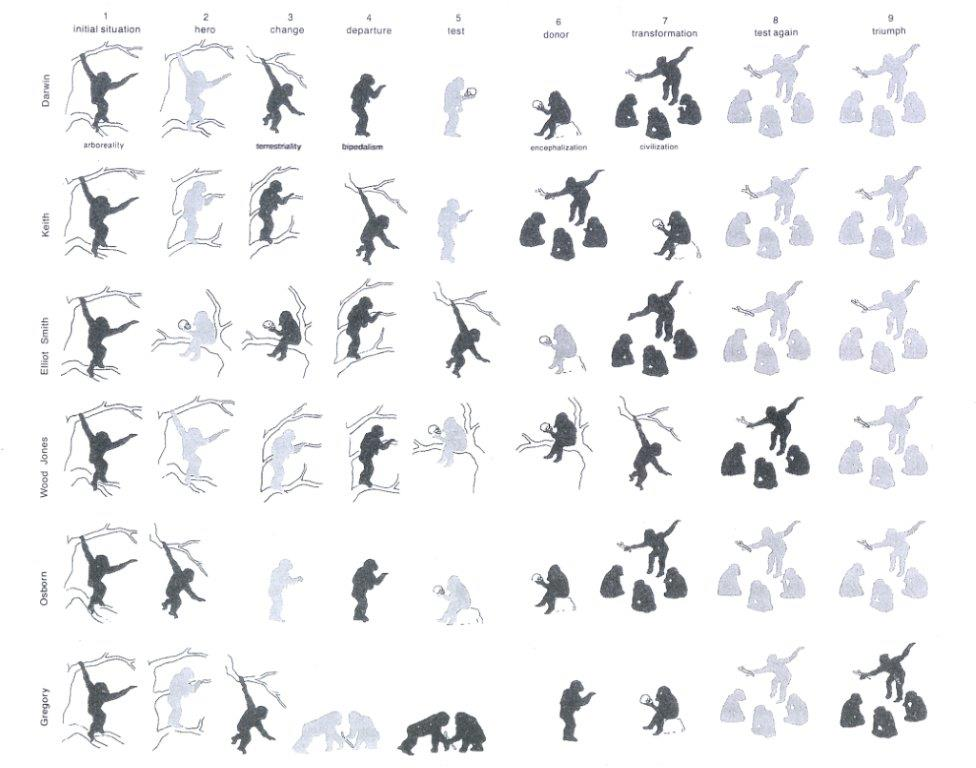 1 2 3 4 5 6 7 8 9
initial situation hero change departure test donor transformation test again triumph
Darwin
arboreality terrestriality bipedalism encephalization civilization
Keith
Elliot Smith
Wood Jones
Osborn
Gregory